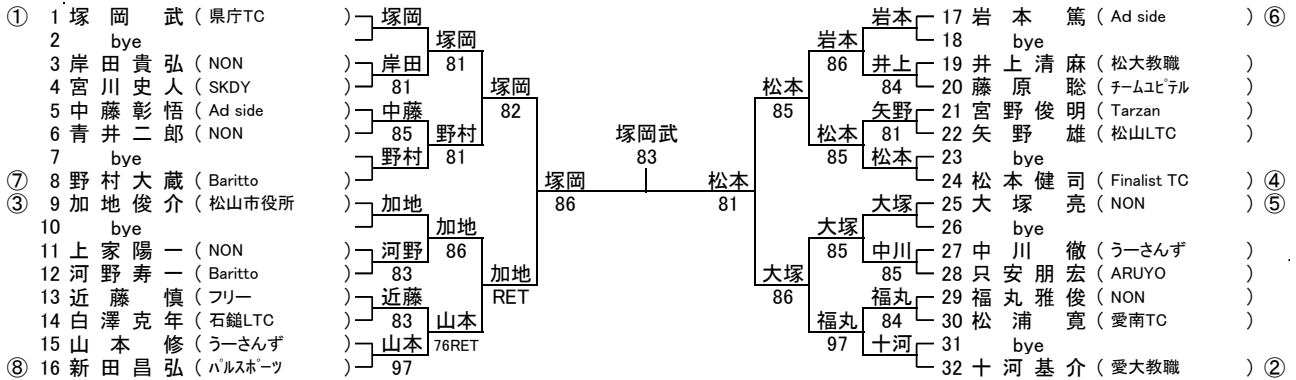 ① 1 塚 岡 武 ( 県庁TC ) 塚岡 岩本 17 岩 本 篤 ( Ad side ) ⑥
2 bye 塚岡 岩本 18 bye
3 岸 田 貴 弘 ( NON ) 岸田 81 86 井上 19 井 上 清 麻 ( 松大教職 )
4 宮 川 史 人 ( SKDY ) 81 塚岡 松本 84 20 藤 原 聡 ( チームユピテル )
5 中 藤 彰 悟 ( Ad side ) 中藤 82 85 矢野 21 宮 野 俊 明 ( Tarzan )
6 青 井 二 郎 ( NON ) 85 野村 塚岡武 松本 81 22 矢 野 雄 ( 松山LTC )
7 bye 野村 81 83 85 松本 23 bye
⑦ 8 野 村 大 蔵 ( Baritto ) 塚岡 松本 24 松 本 健 司 ( Finalist TC ) ④
③ 9 加 地 俊 介 ( 松山市役所 ) 加地 86 81 大塚 25 大 塚 亮 ( NON ) ⑤
10 bye 加地 大塚 26 bye
11 上 家 陽 一 ( NON ) 河野 86 85 中川 27 中 川 徹 ( うーさんず )
12 河 野 寿 一 ( Baritto ) 83 加地 大塚 85 28 只 安 朋 宏 ( ARUYO )
13 近 藤 慎 ( フリー ) 近藤 RET 86 福丸 29 福 丸 雅 俊 ( NON )
14 白 澤 克 年 ( 石鎚LTC ) 83 山本 福丸 84 30 松 浦 寛 ( 愛南TC )
15 山 本 修 ( うーさんず ) 山本 76RET 97 十河 31 bye
⑧ 16 新 田 昌 弘 ( パルスポーツ ) 97 32 十 河 基 介 ( 愛大教職 ) ②